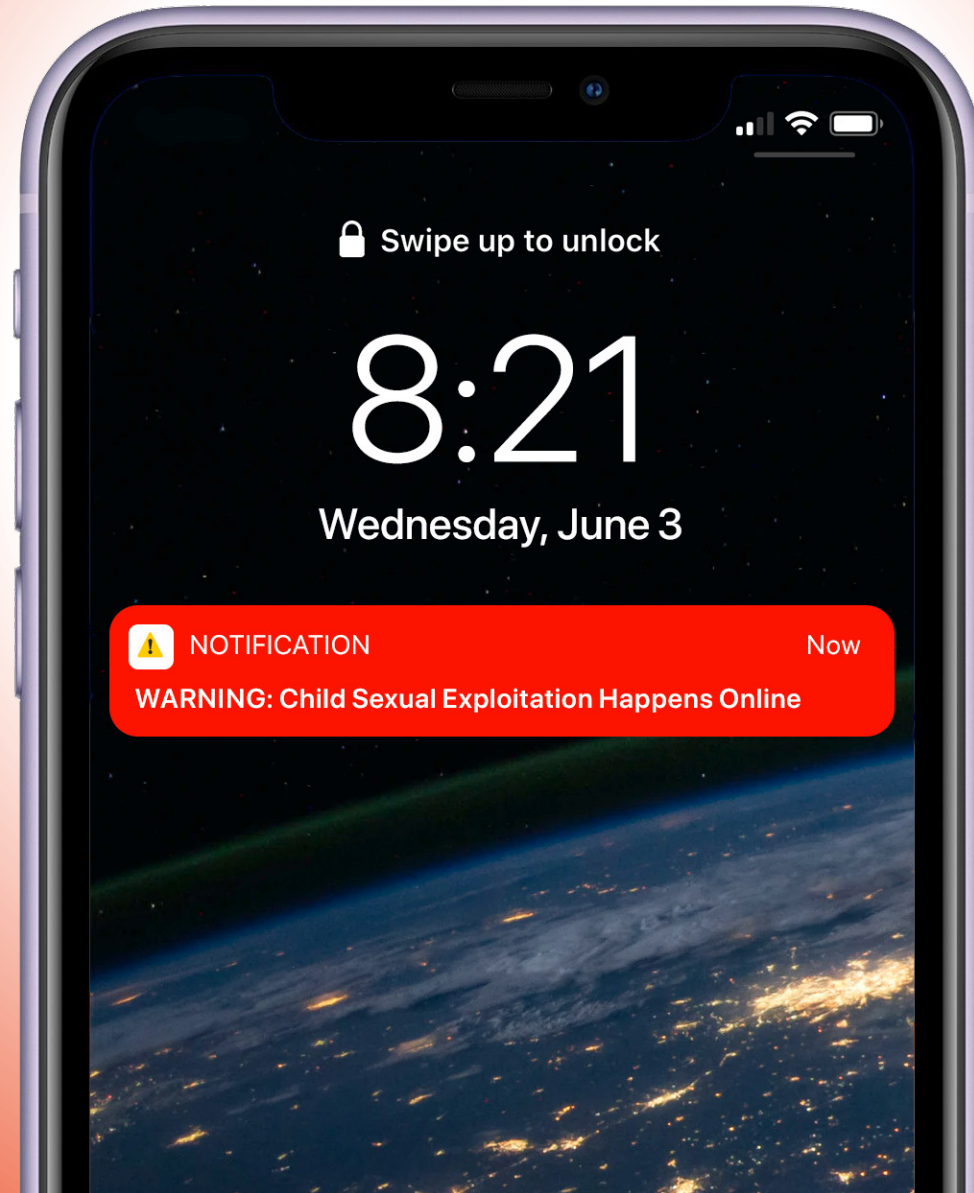 Swipe up to unlock
8:21
Wednesday, June 3
NOTIFICATION Now
WARNING: Child Sexual Exploitation Happens Online